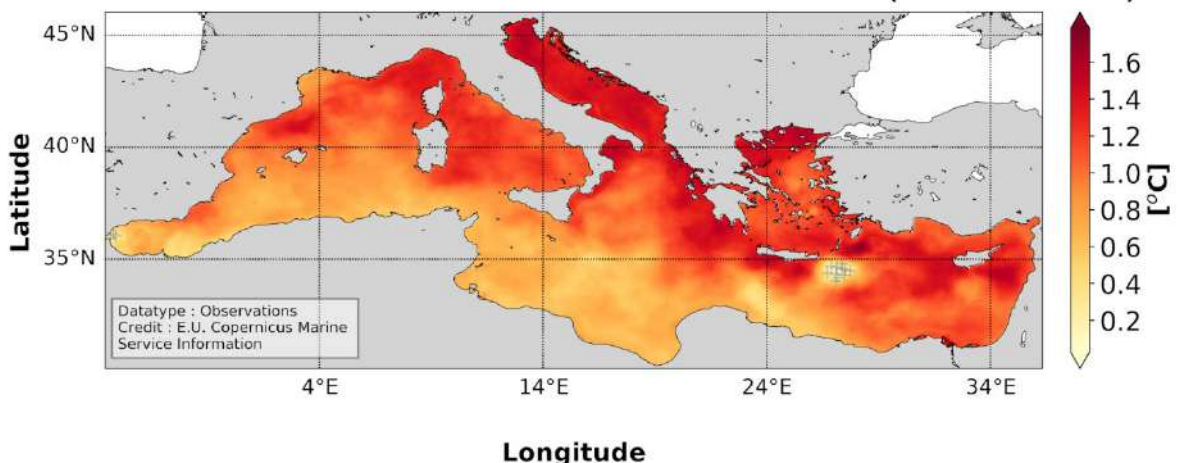 45°N
40°N
35°N
Latitude
Datatype : Observations
Credit : E.U. Copernicus Marine
Service Information
4°E
14°E
24°E
34°E
Longitude
1.6
1.4
1.2
1.0
0.8
0.6
0.4
0.2
[°C]